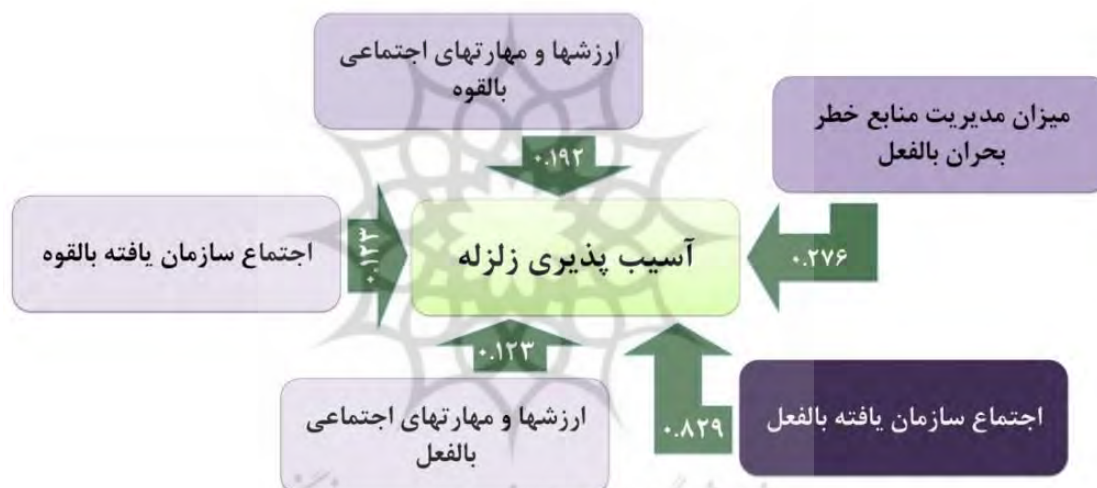 ارزشها و مهارتهای اجتماعی
بالقوه
میزان مدیریت منابع خطر
بحران بالفعل
۰.۱۹۲
اجتماع سازمان یافته بالقوه
۰.۱۲۳
آسیب پذیری زلزله
۰.۲۷۶
۰.۱۲۳
ارزشها و مهارتهای اجتماعی
بالفعل
۰.۸۲۹
اجتماع سازمان یافته بالفعل